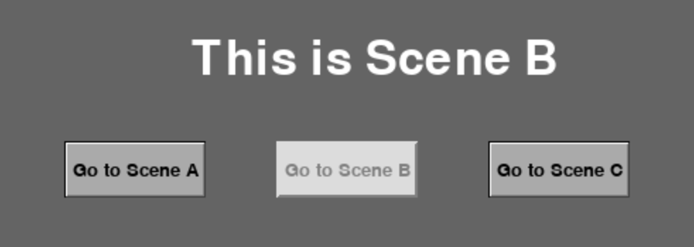 This is Scene B
Go to Scene A
Go to Scene B
Go to Scene C